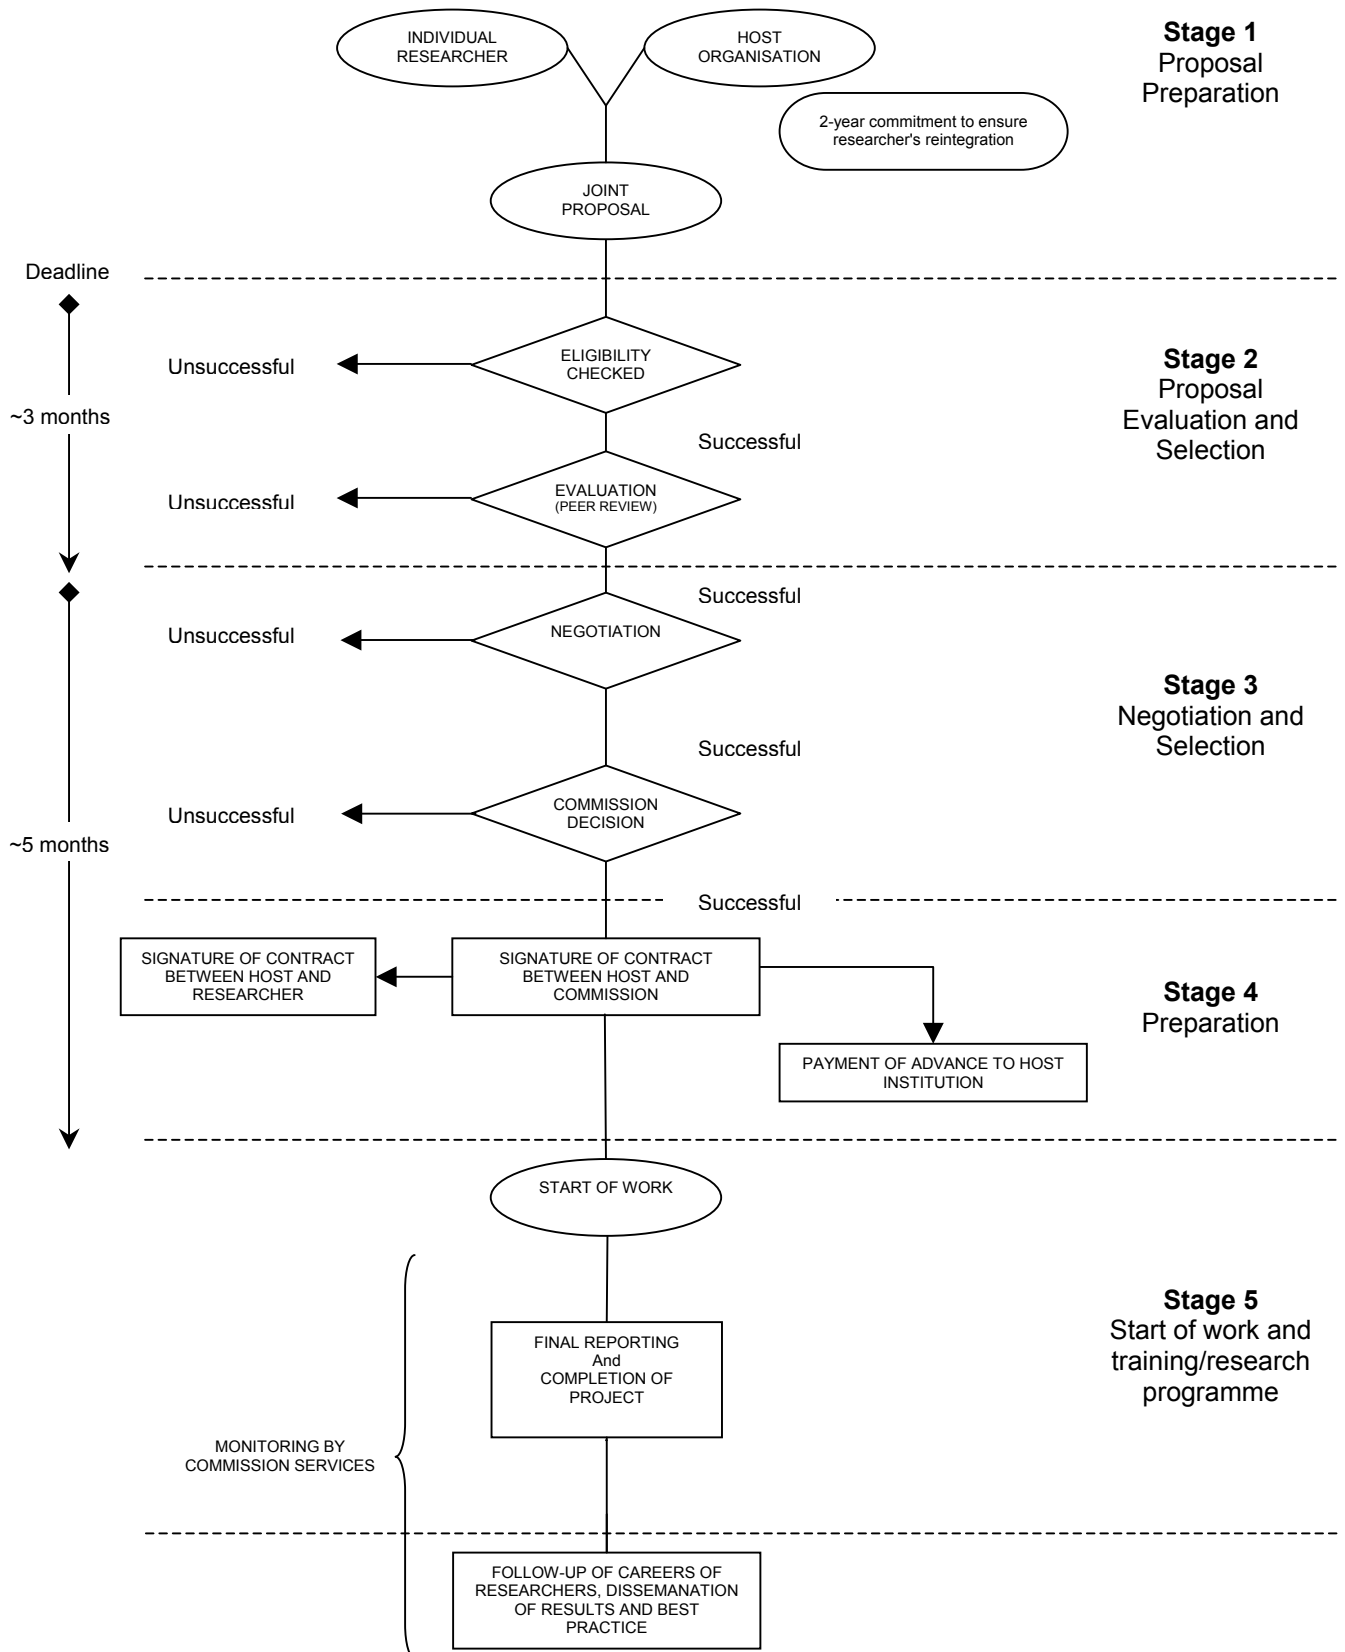 INDIVIDUAL
RESEARCHER
HOST
ORGANISATION
Stage 1
Proposal
Preparation
2-year commitment to ensure
researcher's reintegration
JOINT
PROPOSAL
Deadline
~3 months
Unsuccessful
ELIGIBILITY
CHECKED
Successful
Unsuccessful
EVALUATION
(PEER REVIEW)
Stage 2
Proposal
Evaluation and
Selection
Successful
Unsuccessful
NEGOTIATION
Successful
Unsuccessful
COMMISSION
DECISION
Stage 3
Negotiation and
Selection
~5 months
Successful
SIGNATURE OF CONTRACT
BETWEEN HOST AND
RESEARCHER
SIGNATURE OF CONTRACT
BETWEEN HOST AND
COMMISSION
PAYMENT OF ADVANCE TO HOST
INSTITUTION
Stage 4
Preparation
START OF WORK
FINAL REPORTING
And
COMPLETION OF
PROJECT
Stage 5
Start of work and
training/research
programme
MONITORING BY
COMMISSION SERVICES
FOLLOW-UP OF CAREERS OF
RESEARCHERS, DISSEMANATION
OF RESULTS AND BEST
PRACTICE